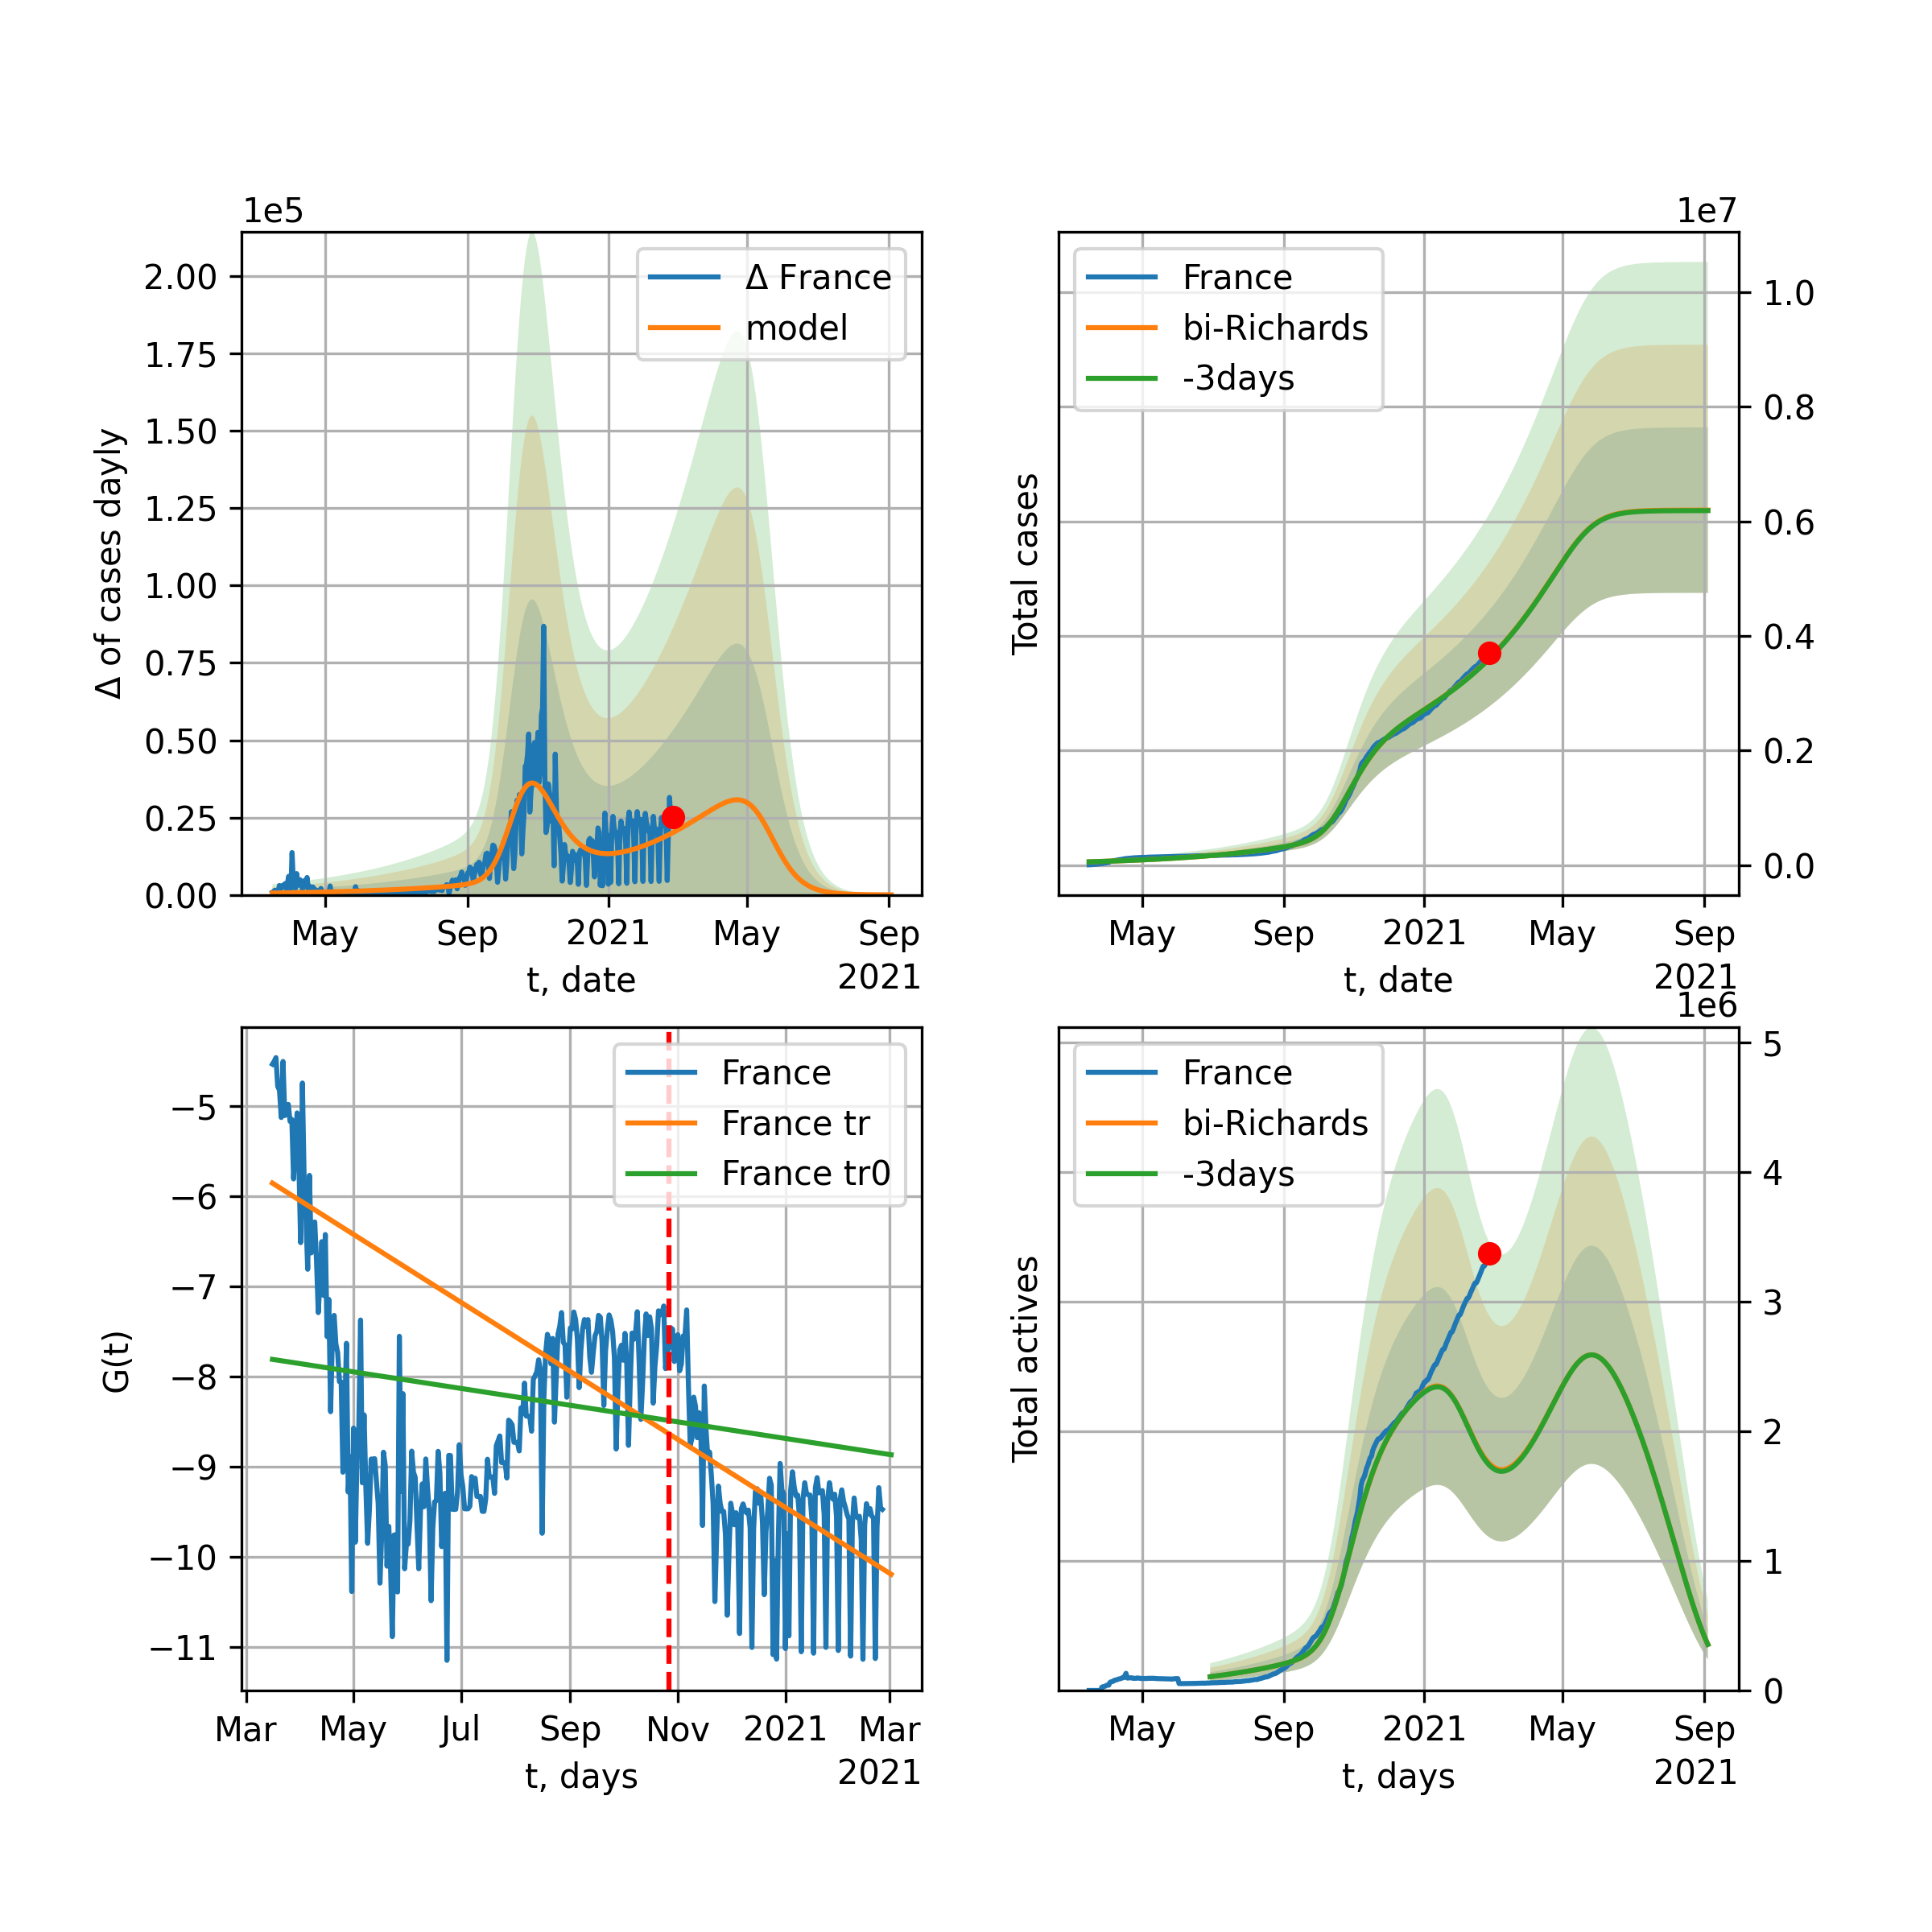 1e5
Δ of cases dayly
2.00
1.75
1.50
1.25
1.00
0.75
0.50
0.25
0.00
Δ France
model
May Sep 2021 May Sep
2021
t, date
1e7
Total cases
France
bi-Richards
-3days
1.0
0.8
0.6
0.4
0.2
0.0
May Sep 2021 May Sep
2021
t, date
G(t)
−5
−6
−7
−8
−9
−10
−11
France
France tr
France tr0
Mar May Jul Sep Nov 2021 Mar
2021
t, days
1e6
Total actives
France
bi-Richards
-3days
5
4
3
2
1
0
May Sep 2021 May Sep
2021
t, days